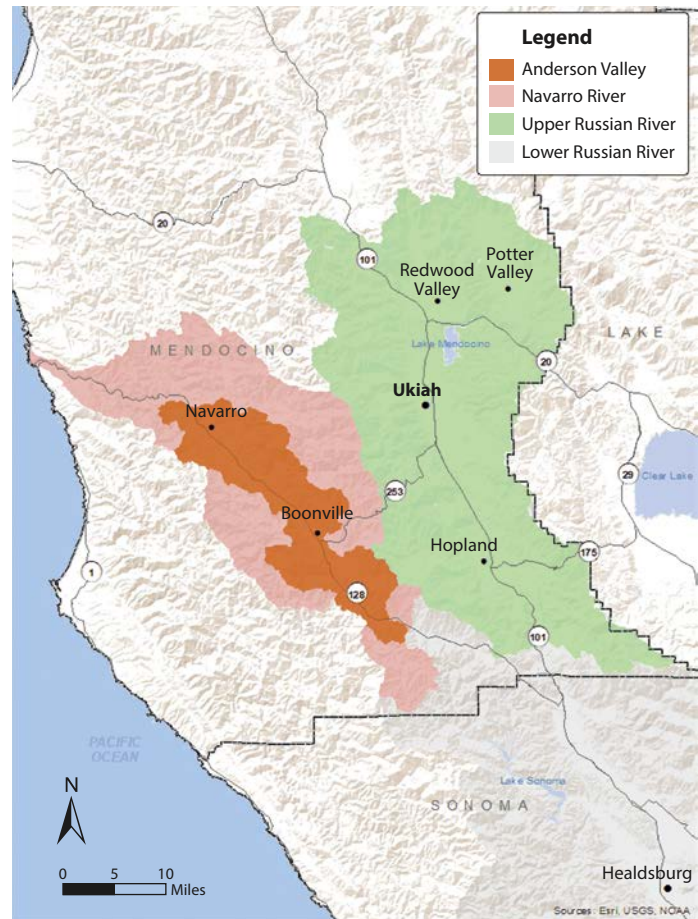 Legend
Anderson Valley
Navarro River
Upper Russian River
Lower Russian River
20
101
Redwood
Valley
Potter
Valley
LAKE
MENDOCINO
Lake Mendocino
20
Ukiah
Navarro
29
Clear Lake
253
Boonville
Hopland
175
1
128
101
PACIFIC
OCEAN
Lake Sonoma
N
SONOMA
0 5 10
Miles
Healdsburg
Sources: Esri, USGS, NOAA